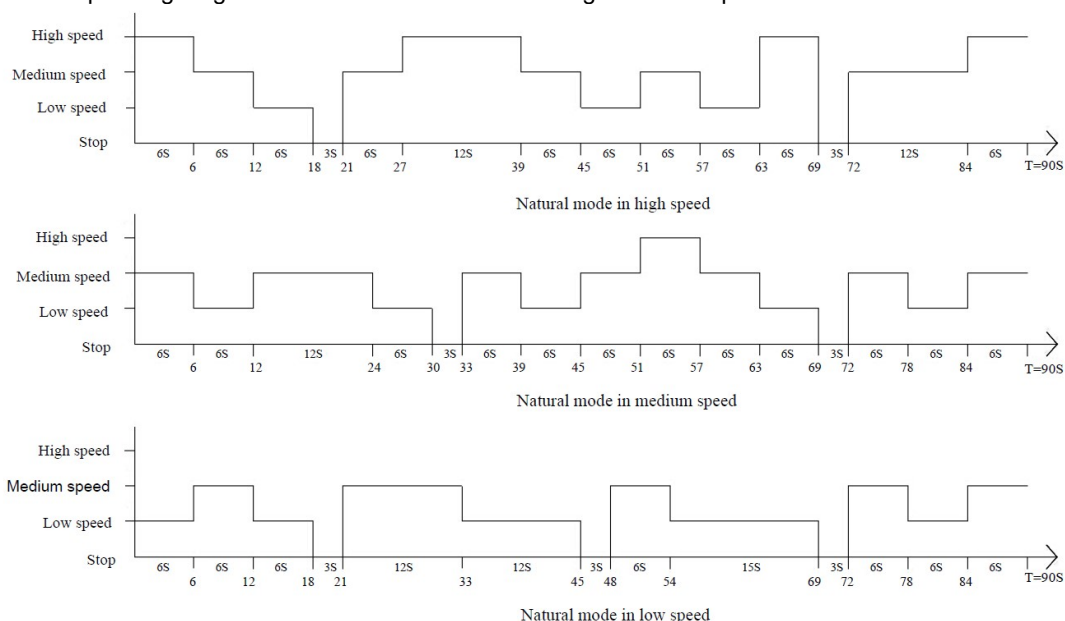 High speed
Medium speed
Low speed
Stop
6S 6S 6S 3S 6S 12S 6S 6S 6S 6S 6S 3S 12S 6S
6 12 18 21 27 39 45 51 57 63 69 72 84 T=90S
Natural mode in high speed
High speed
Medium speed
Low speed
Stop
6S 6S 12S 6S 3S 6S 6S 6S 6S 6S 6S 3S 6S 6S 6S
6 12 24 30 33 39 45 51 57 63 69 72 78 84 T=90S
Natural mode in medium speed
High speed
Medium speed
Low speed
Stop
6S 6S 6S 3S 12S 12S 3S 6S 15S 3S 6S 6S 6S
6 12 18 21 33 45 48 54 69 72 78 84 T=90S
Natural mode in low speed